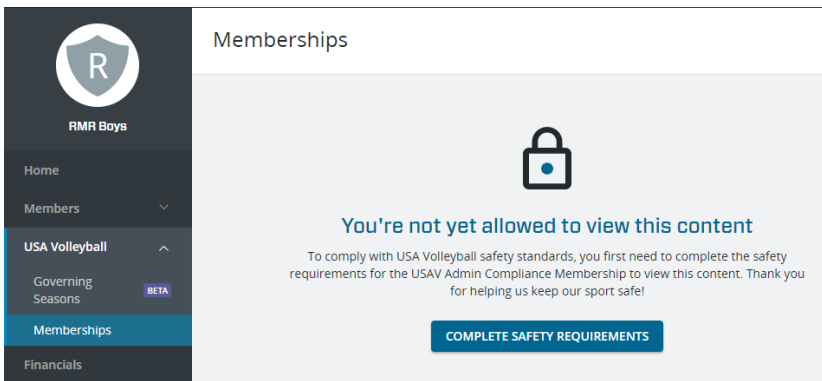 R
RMR Boys
Home
Members
USA Volleyball
Governing
Seasons
BETA
Memberships
Financials
Memberships
You're not yet allowed to view this content
To comply with USA Volleyball safety standards, you first need to complete the safety
requirements for the USAV Admin Compliance Membership to view this content. Thank you
for helping us keep our sport safe!
COMPLETE SAFETY REQUIREMENTS